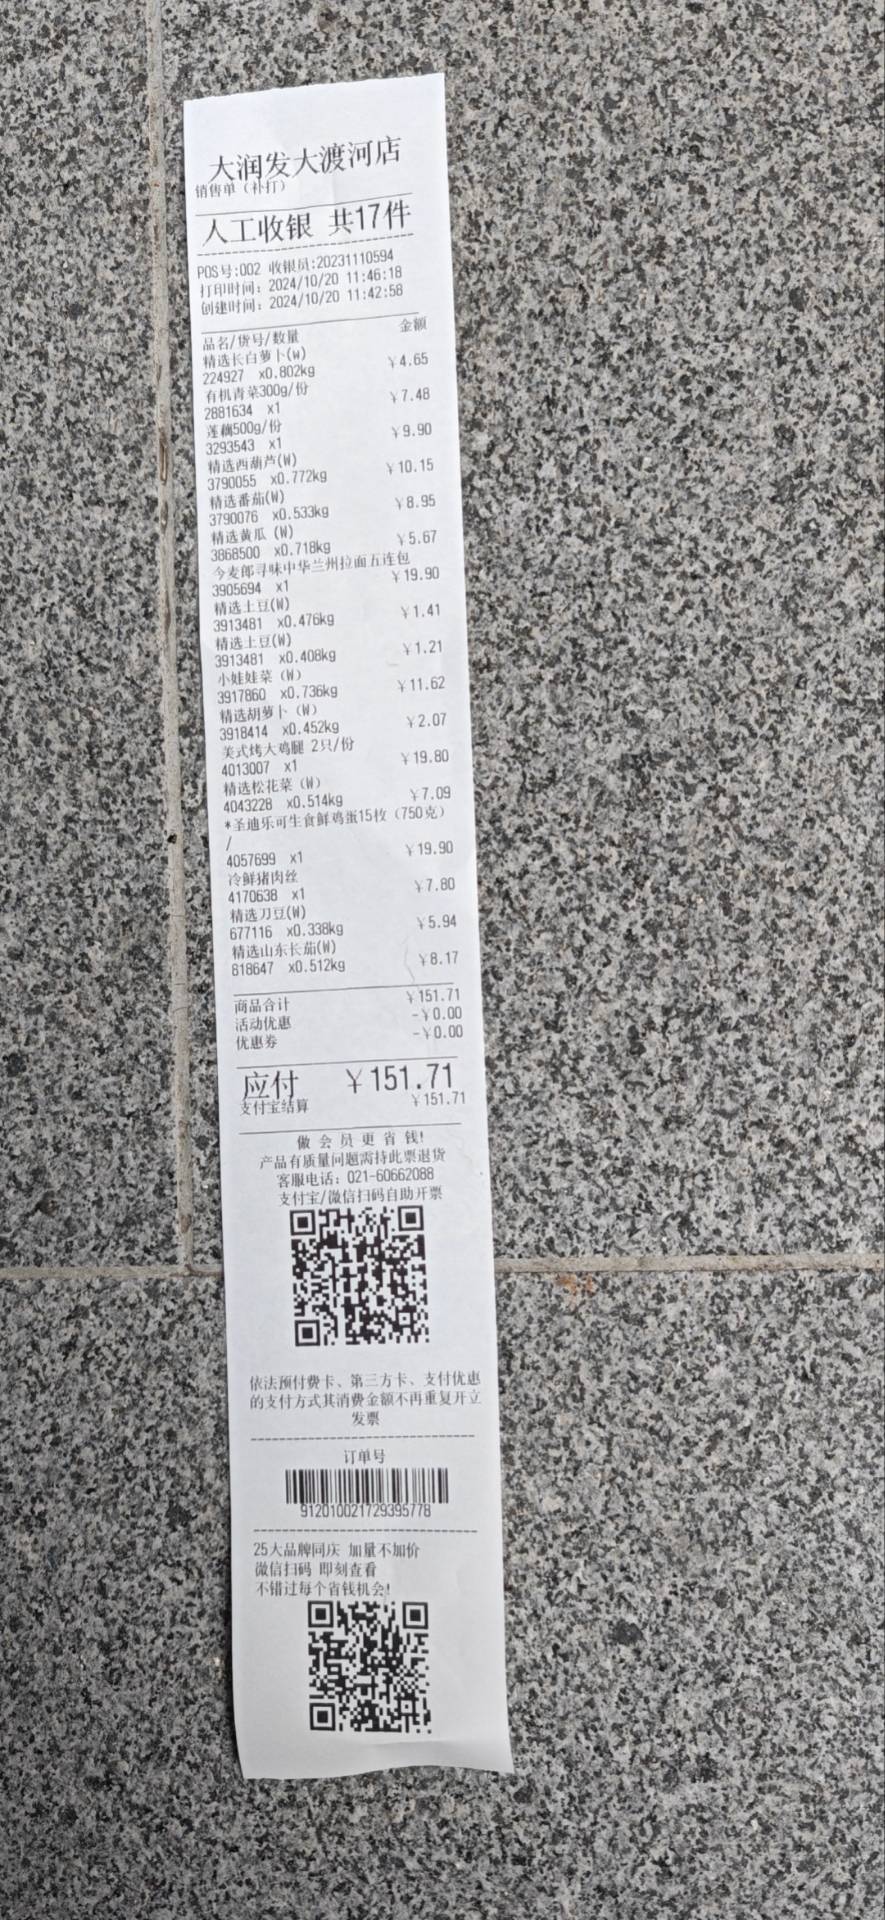 大润发大渡河店
销售单（补打）
人工收银 共17件
POS号:002 收银员:20231110594
打印时间: 2024/10/20 11:46:18
创建时间: 2024/10/20 11:42:58
品名/货号/数量 金额
精选长白萝卜(W)
224927 x0.802kg ￥4.65
有机青菜300g/份
2881634 x1 ￥7.48
莲藕500g/份
3293543 x1 ￥9.90
精选西葫芦(W)
3790055 x0.772kg ￥10.15
精选番茄(W)
3790076 x0.533kg ￥8.95
精选黄瓜 (W)
3868500 x0.718kg ￥5.67
今麦郎寻味中华兰州拉面五连包
3905694 x1 ￥19.90
精选土豆(W)
3913481 x0.476kg ￥1.41
精选土豆(W)
3913481 x0.408kg ￥1.21
小娃娃菜（W）
3917860 x0.736kg ￥11.62
精选胡萝卜（W）
3918414 x0.452kg ￥2.07
美式烤大鸡腿 2只/份
4013007 x1 ￥19.80
精选松花菜（W）
4043228 x0.514kg ￥7.09
*圣迪乐可生食鲜鸡蛋15枚（750克）
/
4057699 x1 ￥19.90
冷鲜猪肉丝
4170638 x1 ￥7.80
精选刀豆(W)
677116 x0.338kg ￥5.94
精选山东长茄(W)
818647 x0.512kg ￥8.17
商品合计 ￥151.71
活动优惠 -￥0.00
优惠券 -￥0.00
应付 ￥151.71
支付宝结算 ￥151.71
做会员更省钱!
产品有质量问题需持此票退货
客服电话: 021-60662088
支付宝/微信扫码自助开票
依法预付费卡、第三方卡、支付优惠
的支付方式其消费金额不再重复开立
发票
订单号
912010021729395778
25大品牌同庆 加量不加价
微信扫码 即刻查看
不错过每个省钱机会!